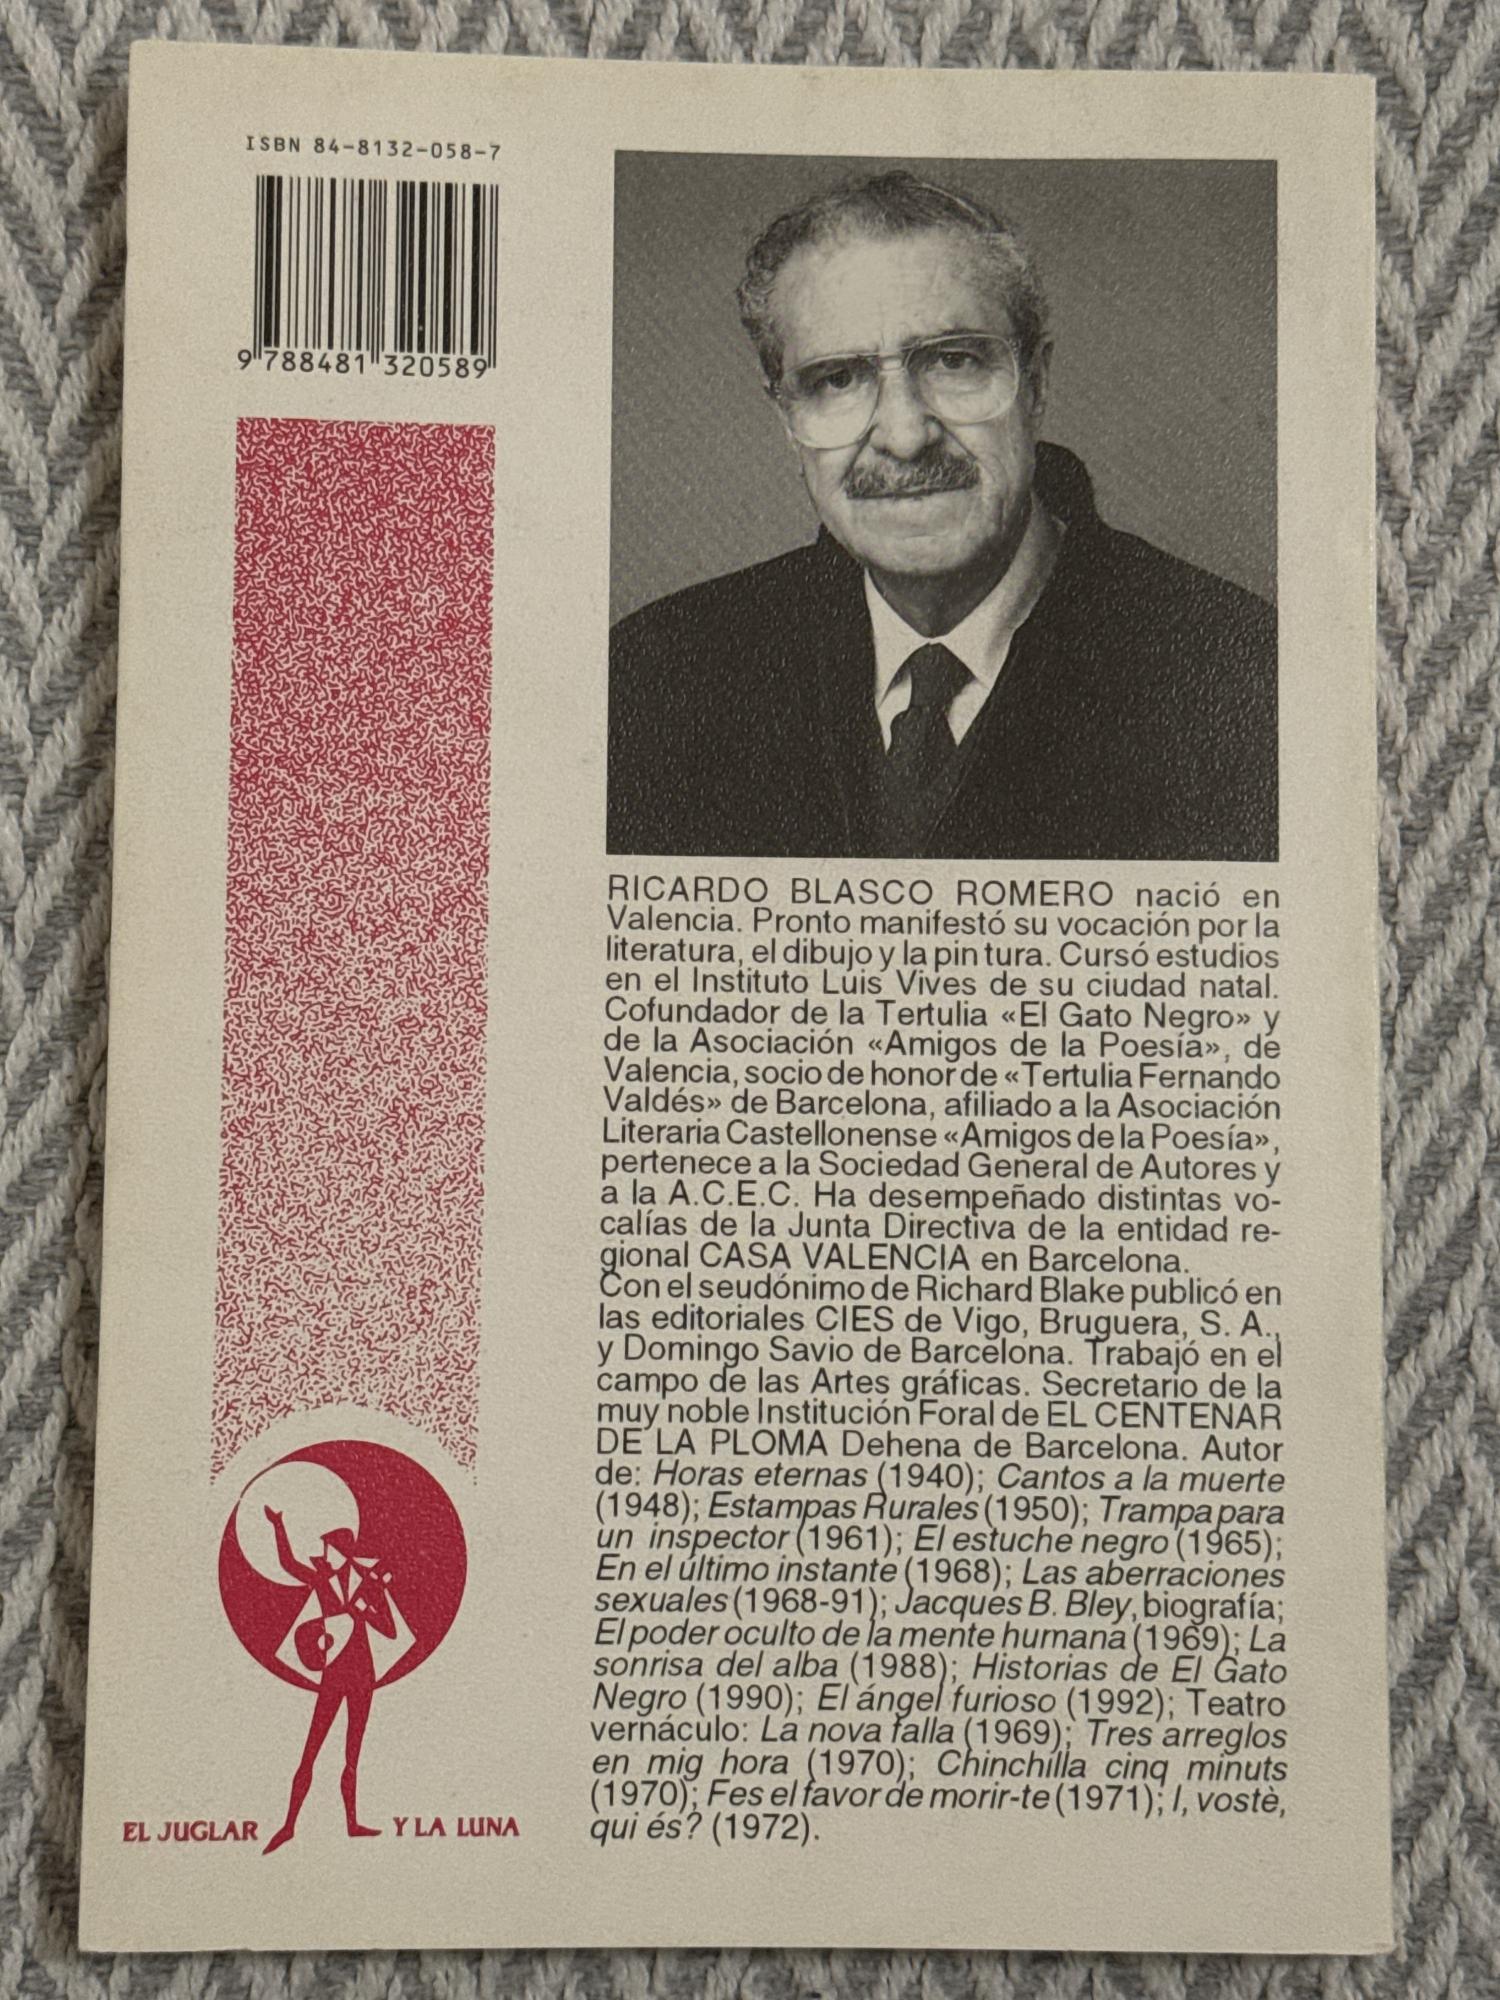 ISBN 84-8132-058-7
9 788481 320589
RICARDO BLASCO ROMERO nació en
Valencia. Pronto manifestó su vocación por la
literatura, el dibujo y la pin tura. Cursó estudios
en el Instituto Luis Vives de su ciudad natal.
Cofundador de la Tertulia «El Gato Negro» y
de la Asociación «Amigos de la Poesía», de
Valencia, socio de honor de «Tertulia Fernando
Valdés» de Barcelona, afiliado a la Asociación
Literaria Castellonense «Amigos de la Poesía»,
pertenece a la Sociedad General de Autores y
a la A.C.E.C. Ha desempeñado distintas vo-
calías de la Junta Directiva de la entidad re-
gional CASA VALENCIA en Barcelona.
Con el seudónimo de Richard Blake publicó en
las editoriales CIES de Vigo, Bruguera, S. A.,
y Domingo Savio de Barcelona. Trabajó en el
campo de las Artes gráficas. Secretario de la
muy noble Institución Foral de EL CENTENAR
DE LA PLOMA Dehena de Barcelona. Autor
de: Horas eternas (1940); Cantos a la muerte
(1948); Estampas Rurales (1950); Trampa para
un inspector (1961); El estuche negro (1965);
En el último instante (1968); Las aberraciones
sexuales (1968-91); Jacques B. Bley, biografía;
El poder oculto de la mente humana (1969); La
sonrisa del alba (1988); Historias de El Gato
Negro (1990); El ángel furioso (1992); Teatro
vernáculo: La nova falla (1969); Tres arreglos
en mig hora (1970); Chinchilla cinq minuts
(1970); Fes el favor de morir-te (1971); I, vostè,
qui és? (1972).
EL JUGLAR Y LA LUNA